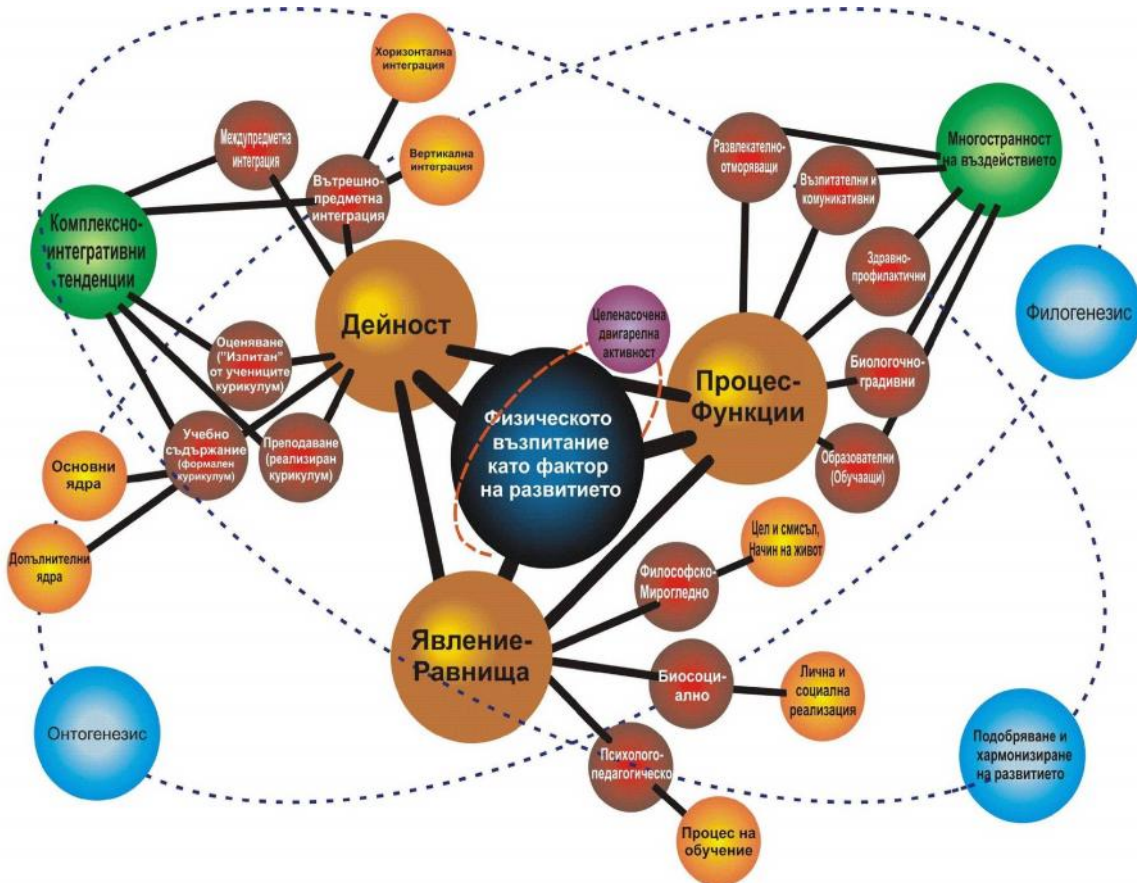 Хоризонтална
интеграция
Междупредметна
интеграция
Вертикална
интеграция
Вътрешно-
предметна
интеграция
Развлекателно-
отморяващи
Многостранност
на въздействието
Възпитателни и
комуникативни
Комплексно-
интегративни
тенденции
Здравно-
профилактични
Филогенезис
Дейност
Целенасочена
двигарелна
активност
Оценяване
("Изпитан"
от учениците
курикулум)
Процес-
Функции
Биологочно-
градивни
Физическото
възпитание
като фактор
на развитието
Учебно
съдържание
(формален
курикулум)
Преподаване
(реализиран
курикулум)
Образователни
(Обучаащи)
Основни
ядра
Цел и смисъл,
Начин на живот
Допълнителни
ядра
Философско-
Мирогледно
Явление-
Равнища
Биосоци-
ално
Лична и
социална
реализация
Онтогенезис
Подобряване и
хармонизиране
на развитието
Психолого-
педагогическо
Процес на
обучение